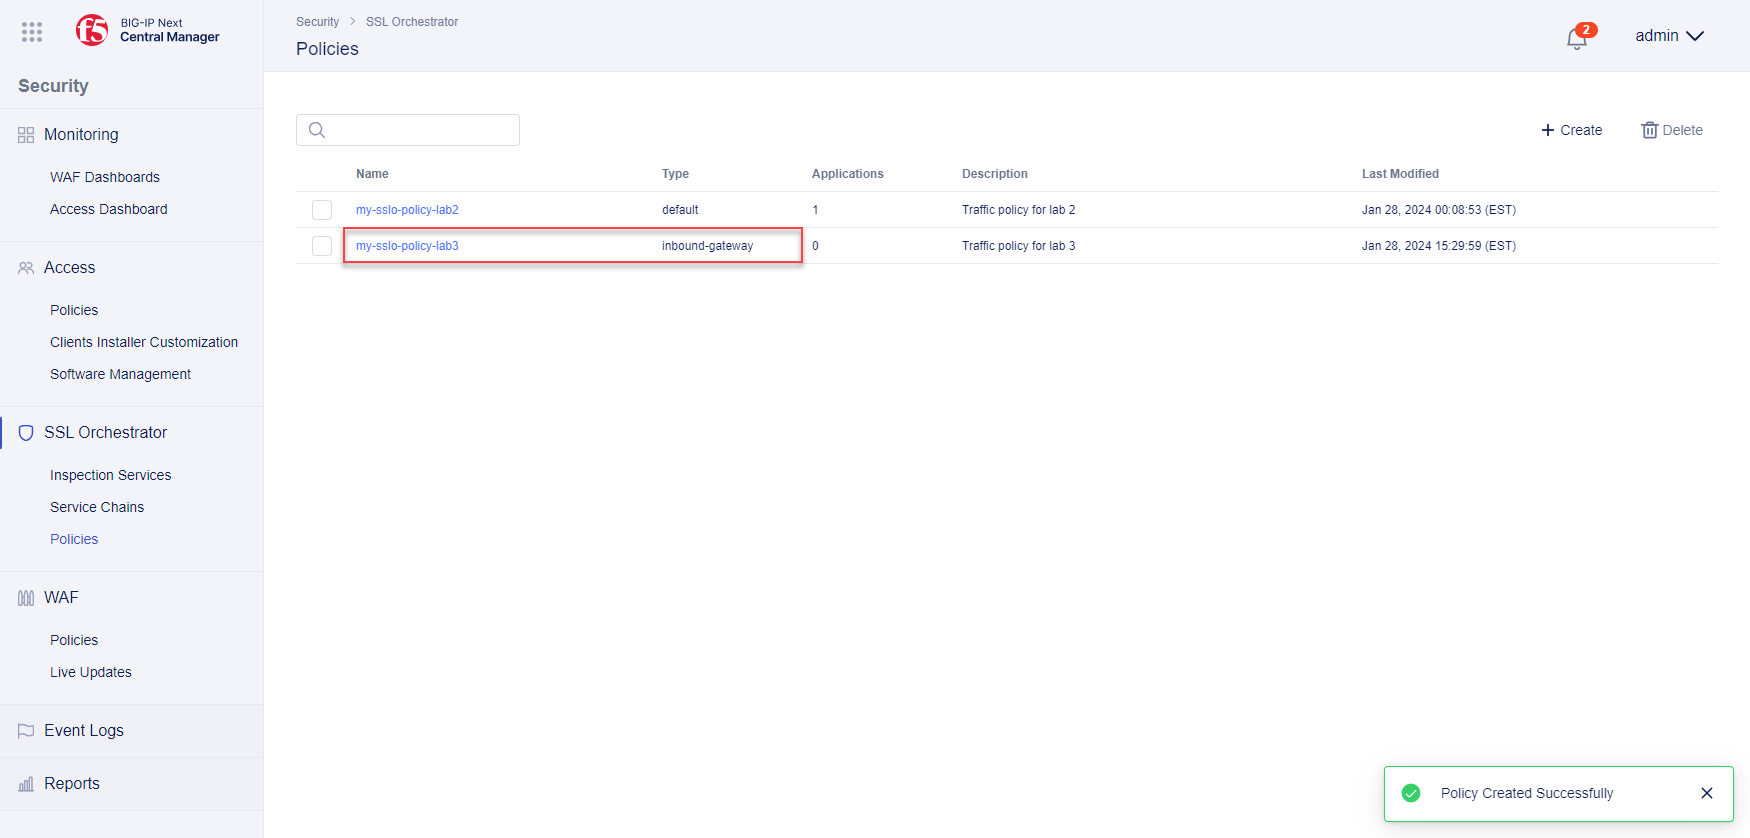 f5
BIG-IP Next
Central Manager
Security
Monitoring
WAF Dashboards
Access Dashboard
Access
Policies
Clients Installer Customization
Software Management
SSL Orchestrator
Inspection Services
Service Chains
Policies
WAF
Policies
Live Updates
Event Logs
Reports
Security > SSL Orchestrator
Policies
2
admin
+ Create Delete
Name Type Applications Description Last Modified
my-sslo-policy-lab2 default 1 Traffic policy for lab 2 Jan 28, 2024 00:08:53 (EST)
my-sslo-policy-lab3 inbound-gateway 0 Traffic policy for lab 3 Jan 28, 2024 15:29:59 (EST)
Policy Created Successfully